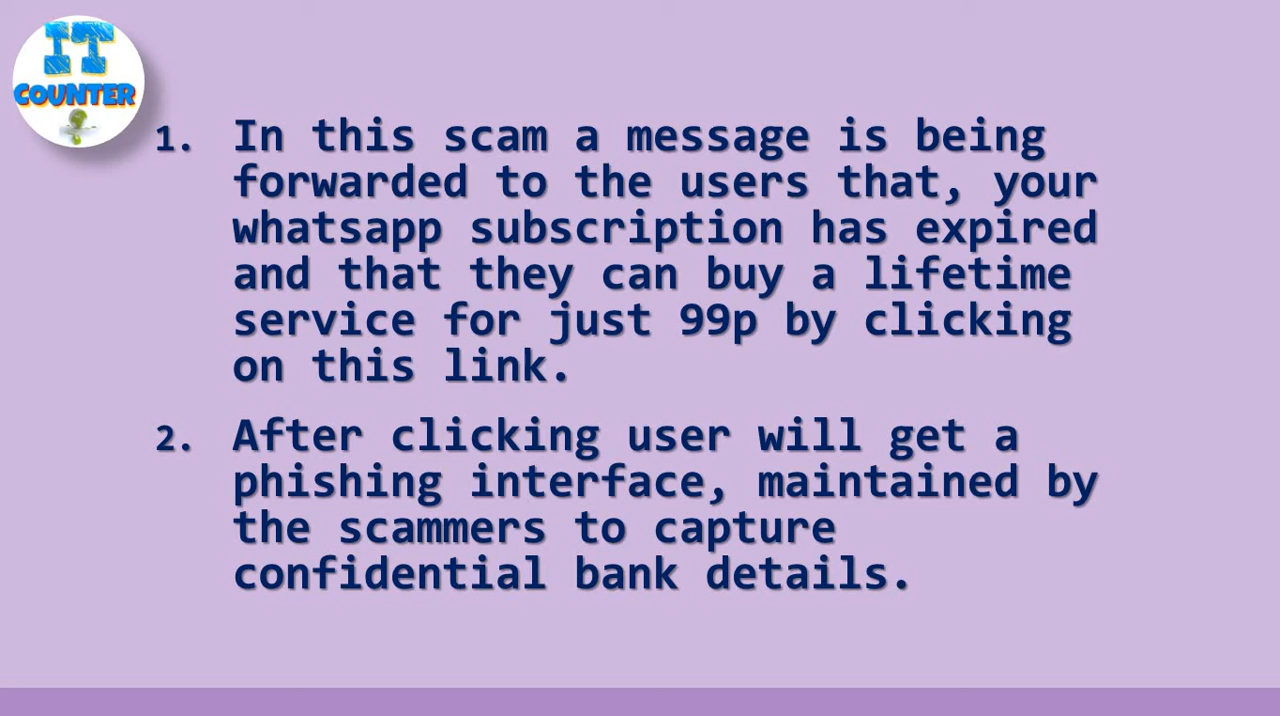 IT
COUNTER
1. In this scam a message is being
forwarded to the users that, your
whatsapp subscription has expired
and that they can buy a lifetime
service for just 99p by clicking
on this link.
2. After clicking user will get a
phishing interface, maintained by
the scammers to capture
confidential bank details.